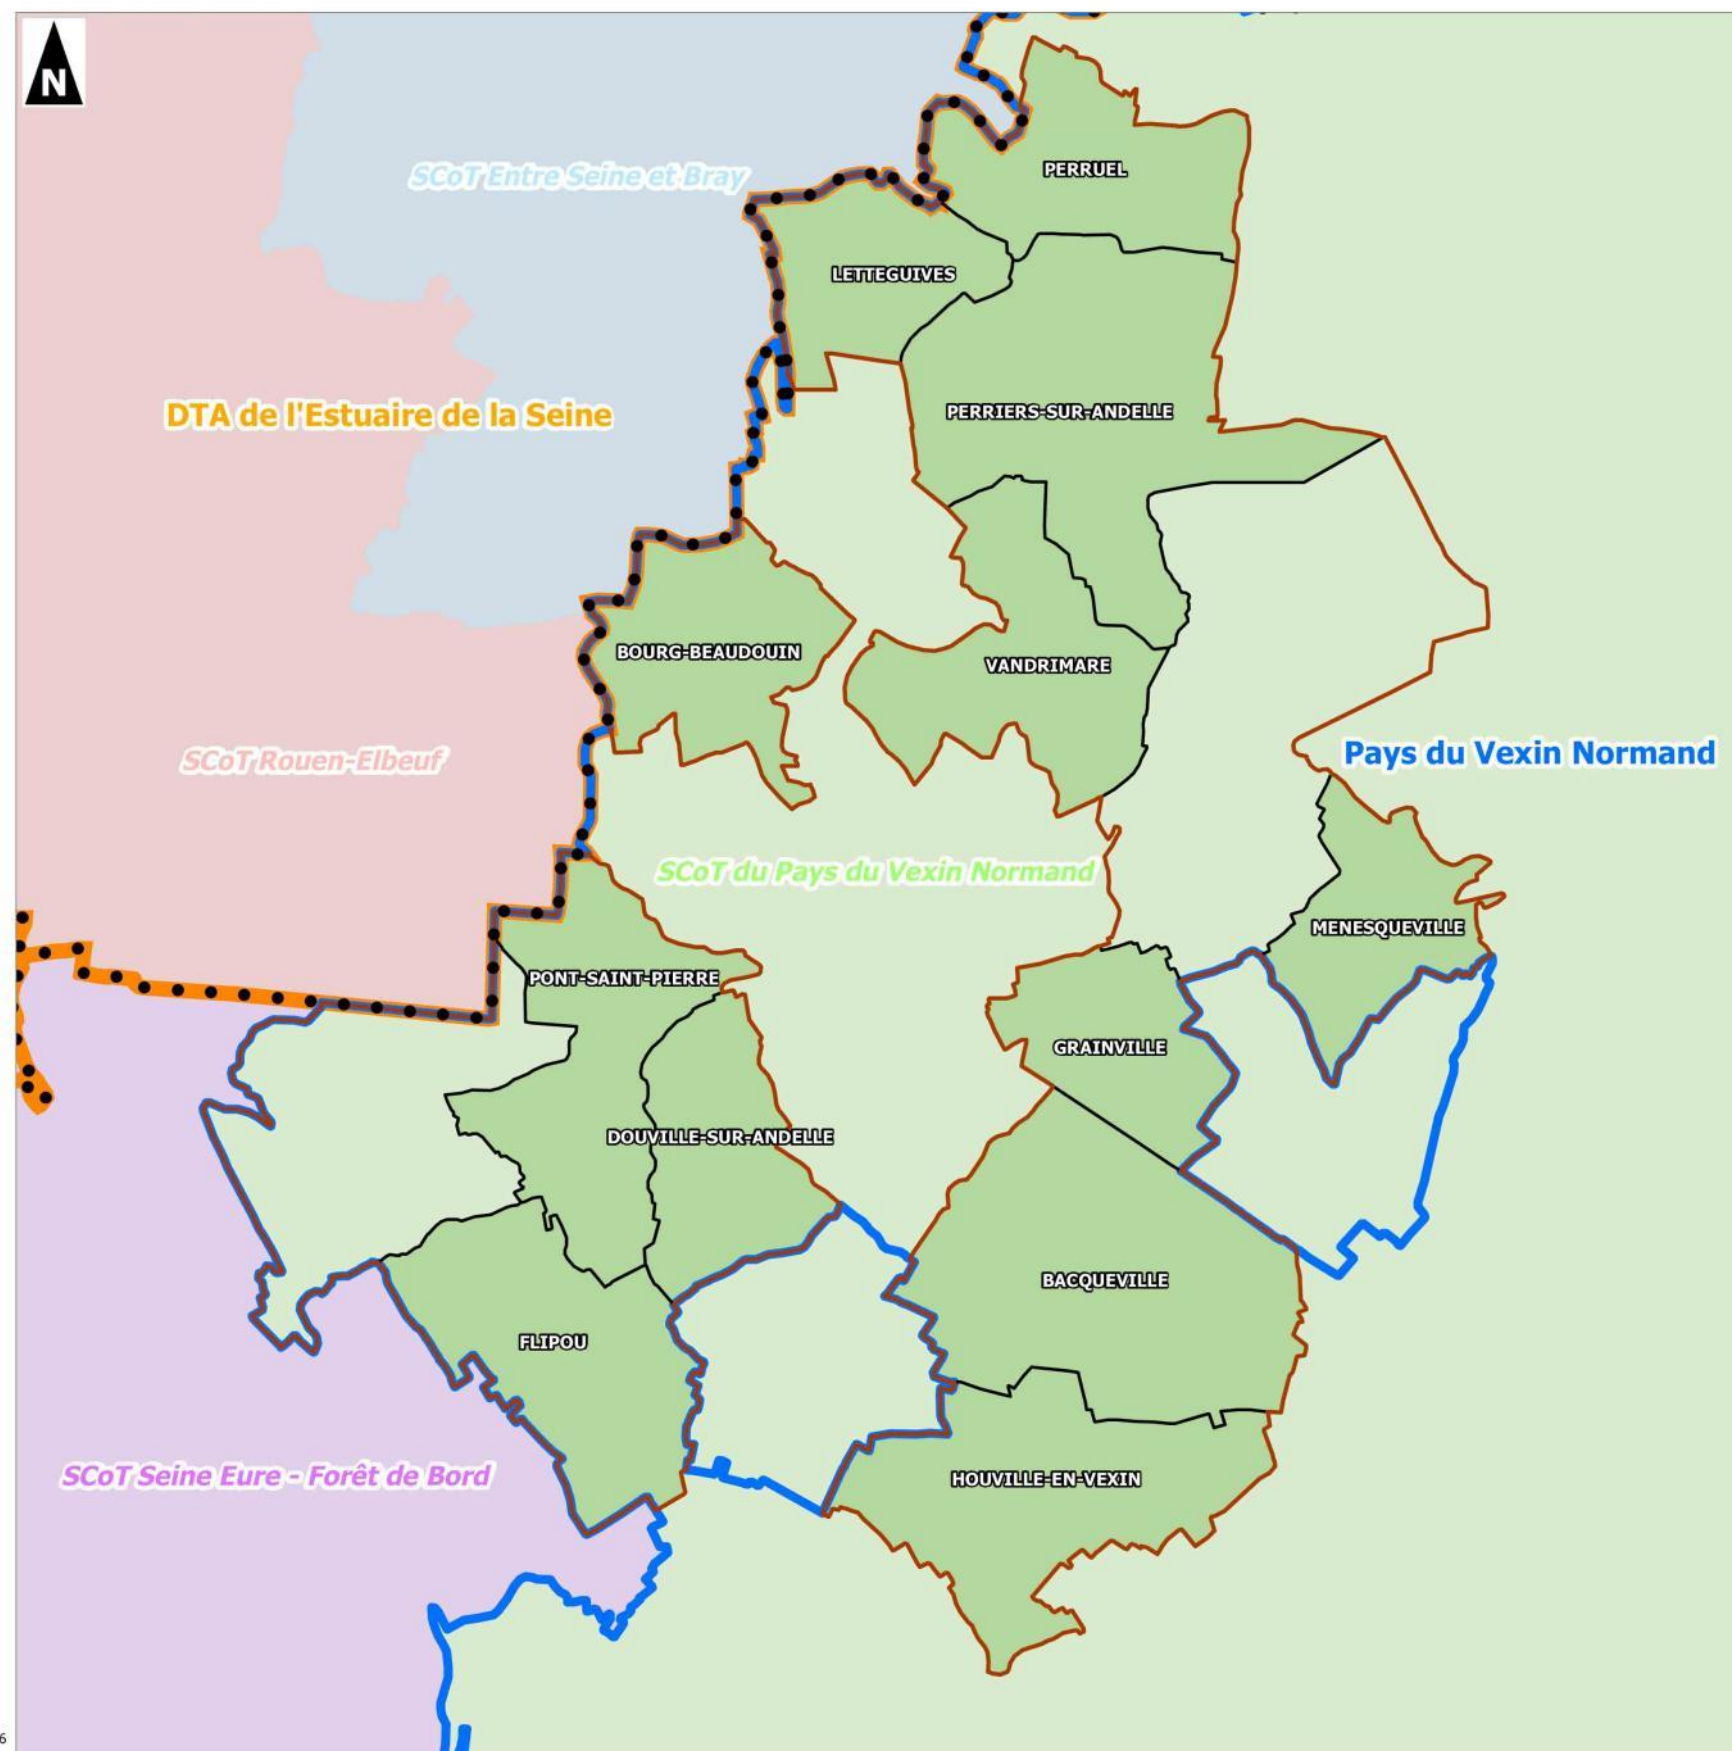 N
PERRUEL
SCoT Entre Seine et Bray
LETTEGUIVES
PERRIERS-SUR-ANDELLE
DTA de l'Estuaire de la Seine
BOURG-BEAUDOUIN
VANDRIMARE
Pays du Vexin Normand
SCoT Rouen-Elbeuf
SCoT du Pays du Vexin Normand
MENESQUEVILLE
PONT-SAINT-PIERRE
GRAINVILLE
DOUVILLE-SUR-ANDELLE
BACQUEVILLE
FLIPOU
SCoT Seine Eure - Forêt de Bord
HOUVILLE-EN-VEXIN
6